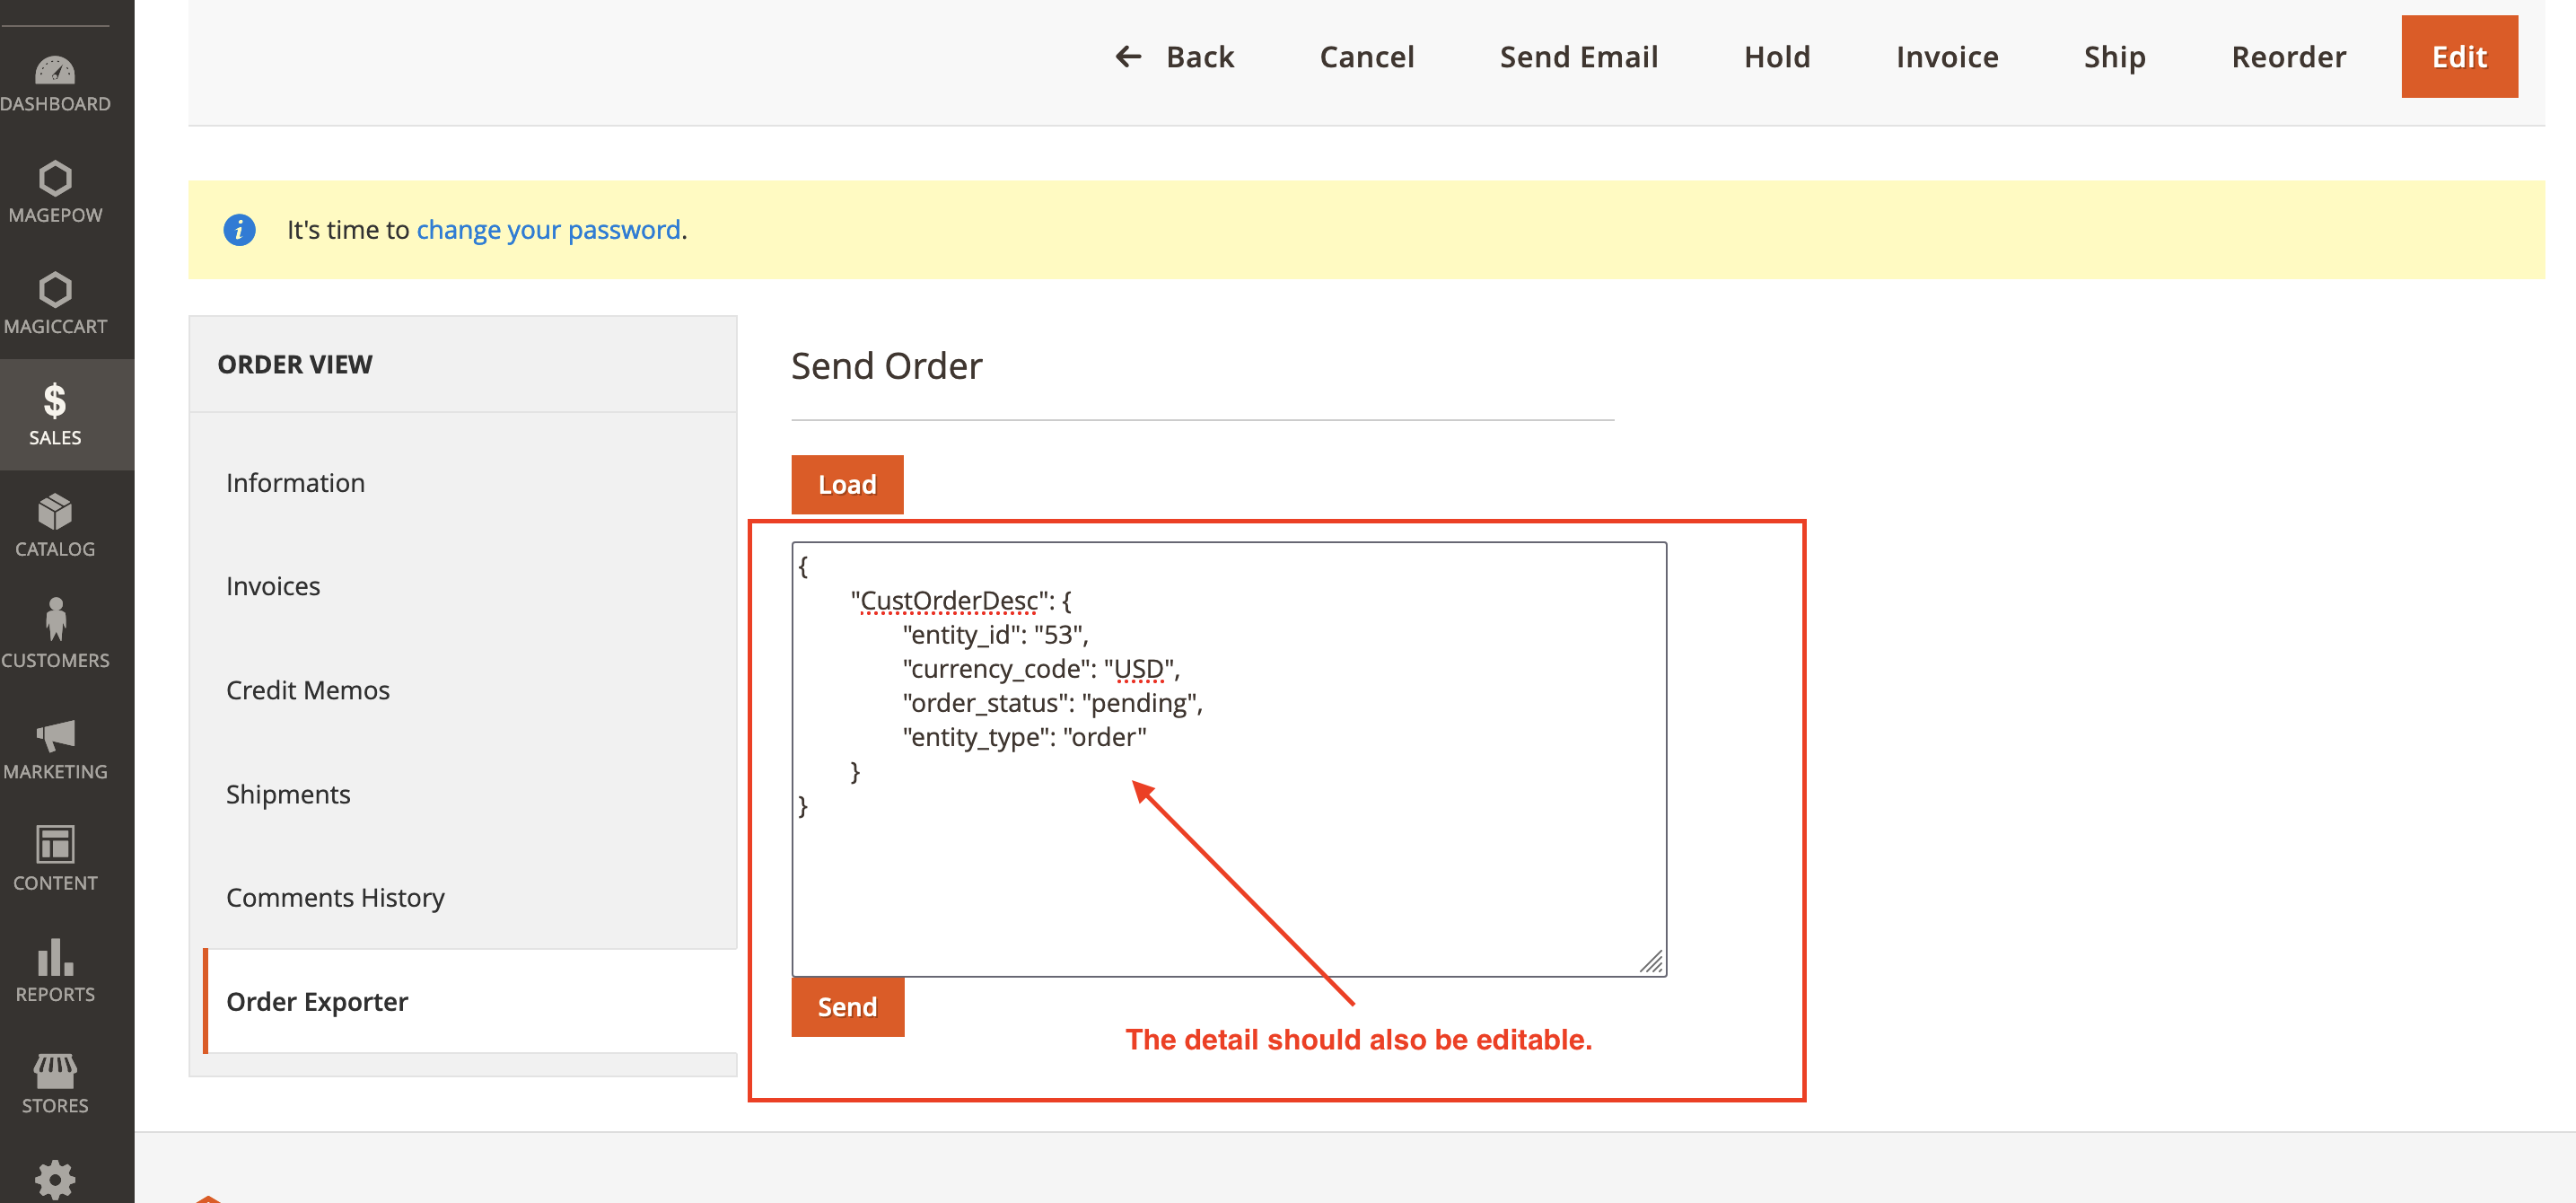 ← Back Cancel Send Email Hold Invoice Ship Reorder Edit
DASHBOARD
MAGEPOW
MAGICCART
$
SALES
CATALOG
CUSTOMERS
MARKETING
CONTENT
REPORTS
STORES
i It's time to change your password.
ORDER VIEW
Information
Invoices
Credit Memos
Shipments
Comments History
Order Exporter
Send Order
Load
{
"CustOrderDesc": {
"entity_id": "53",
"currency_code": "USD",
"order_status": "pending",
"entity_type": "order"
}
}
Send
The detail should also be editable.